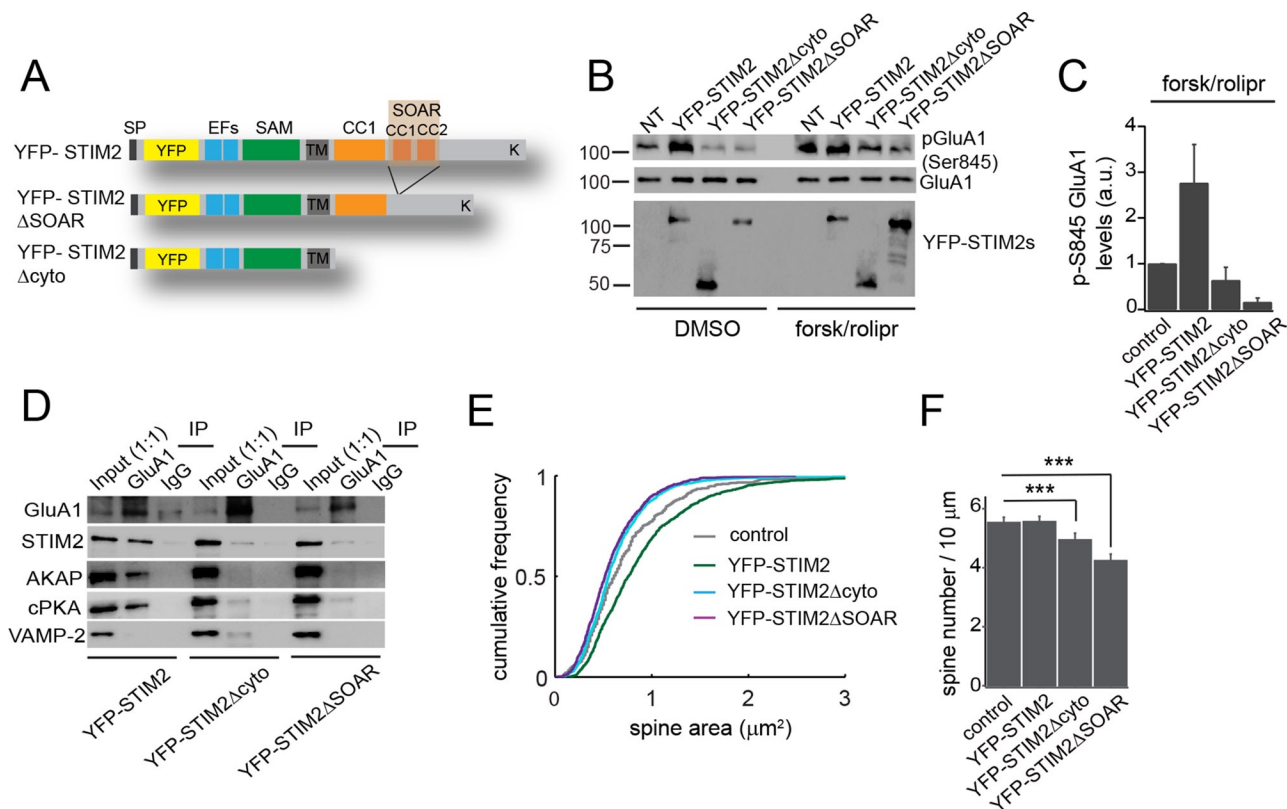 A
SP
EFs
SAM
CC1
SOAR
CC1 CC2
YFP- STIM2
YFP
TM
K
YFP- STIM2
ΔSOAR
YFP
TM
K
YFP- STIM2
Δcyto
YFP
TM
B
NT
YFP-STIM2
YFP-STIM2Δcyto
YFP-STIM2ΔSOAR
NT
YFP-STIM2
YFP-STIM2Δcyto
YFP-STIM2ΔSOAR
100
pGluA1
(Ser845)
100
GluA1
100
75
50
YFP-STIM2s
DMSO
forsk/rolipr
C
forsk/rolipr
p-S845 GluA1
levels (a.u.)
4
3
2
1
0
control
YFP-STIM2
YFP-STIM2Δcyto
YFP-STIM2ΔSOAR
D
IP
IP
IP
Input (1:1)
GluA1
IgG
Input (1:1)
GluA1
IgG
Input (1:1)
GluA1
IgG
GluA1
STIM2
AKAP
cPKA
VAMP-2
YFP-STIM2
YFP-STIM2Δcyto
YFP-STIM2ΔSOAR
E
cumulative frequency
1
0.5
0
0
1
2
3
spine area (μm²)
control
YFP-STIM2
YFP-STIM2Δcyto
YFP-STIM2ΔSOAR
F
***
***
spine number / 10 μm
6
4
2
0
control
YFP-STIM2
YFP-STIM2Δcyto
YFP-STIM2ΔSOAR